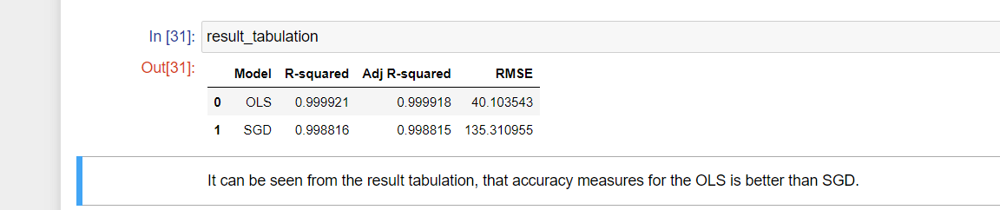 In [31]: result_tabulation
Out[31]:
Model R-squared Adj R-squared RMSE
0 OLS 0.999921 0.999918 40.103543
1 SGD 0.998816 0.998815 135.310955
It can be seen from the result tabulation, that accuracy measures for the OLS is better than SGD.